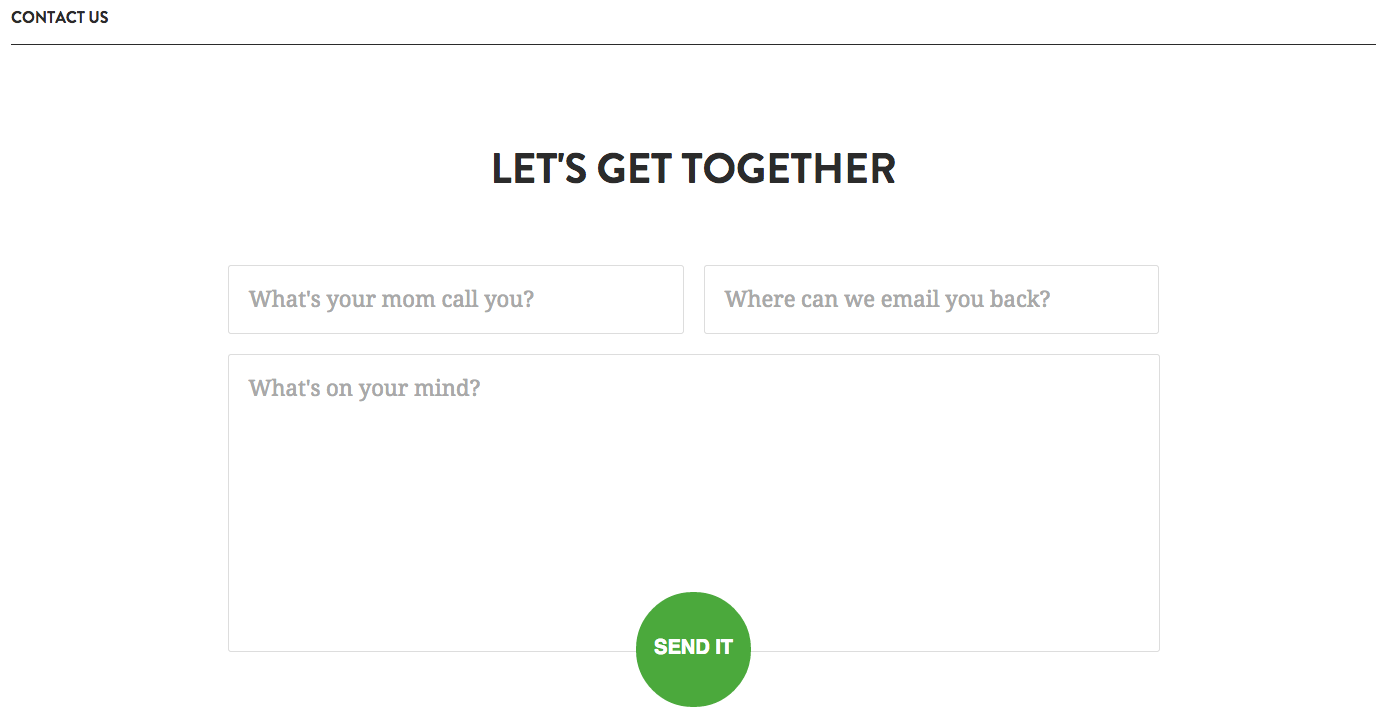 CONTACT US
LET'S GET TOGETHER
What's your mom call you?
Where can we email you back?
What's on your mind?
SEND IT